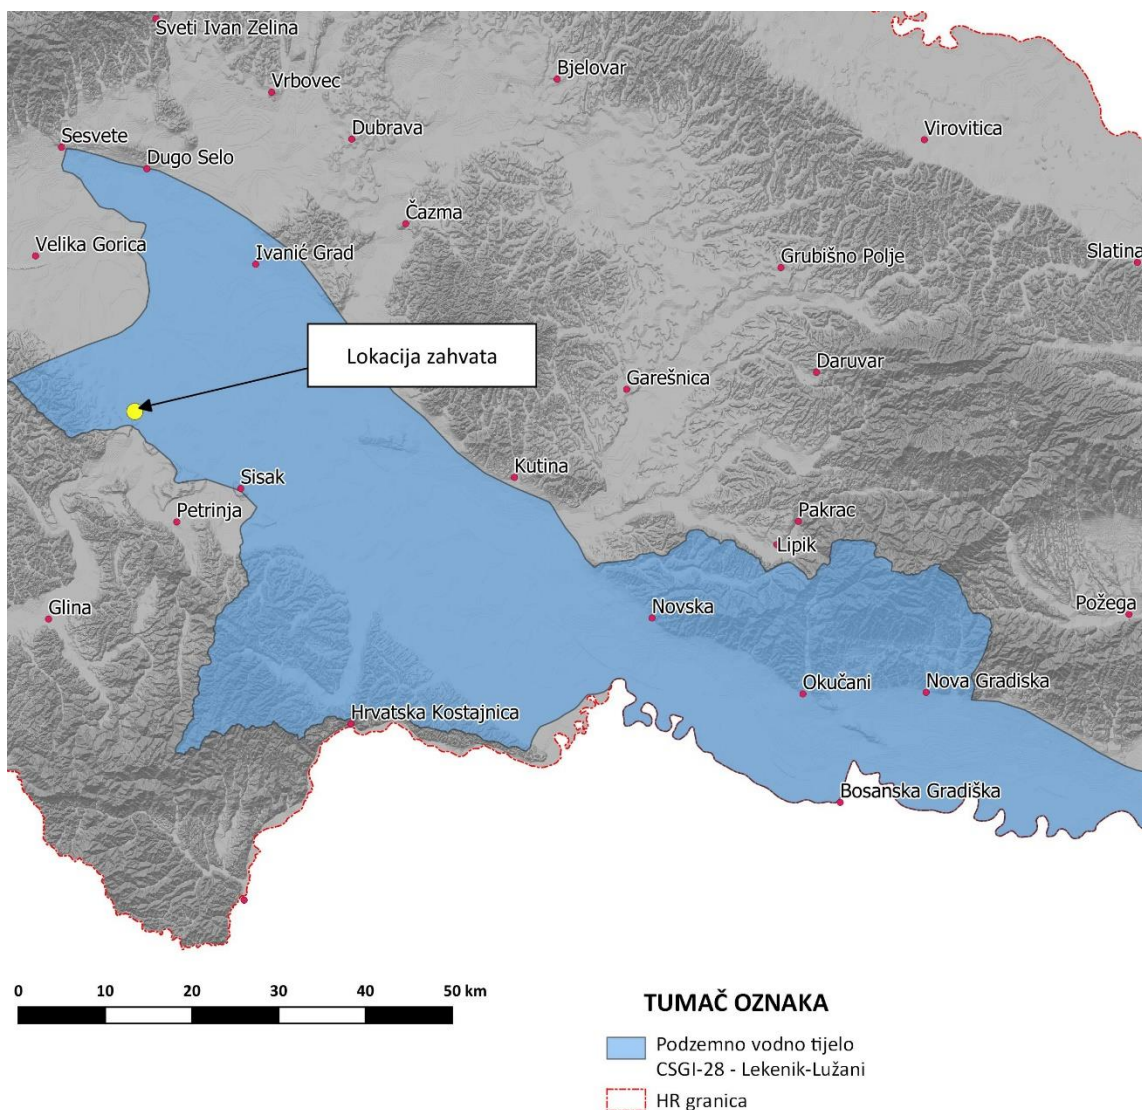 Sveti Ivan Zelina
Vrbovec
Bjelovar
Dubrava
Virovitica
Sesvete
Dugo Selo
Čazma
Velika Gorica
Ivanić Grad
Grubišno Polje
Slatina
Lokacija zahvata
Daruvar
Garešnica
Kutina
Sisak
Petrinja
Pakrac
Lipik
Glina
Novska
Požega
Okučani
Nova Gradiska
Hrvatska Kostajnica
Bosanska Gradiška
0 10 20 30 40 50 km
TUMAČ OZNAKA
Podzemno vodno tijelo
CSGI-28 - Lekenik-Lužani
HR granica